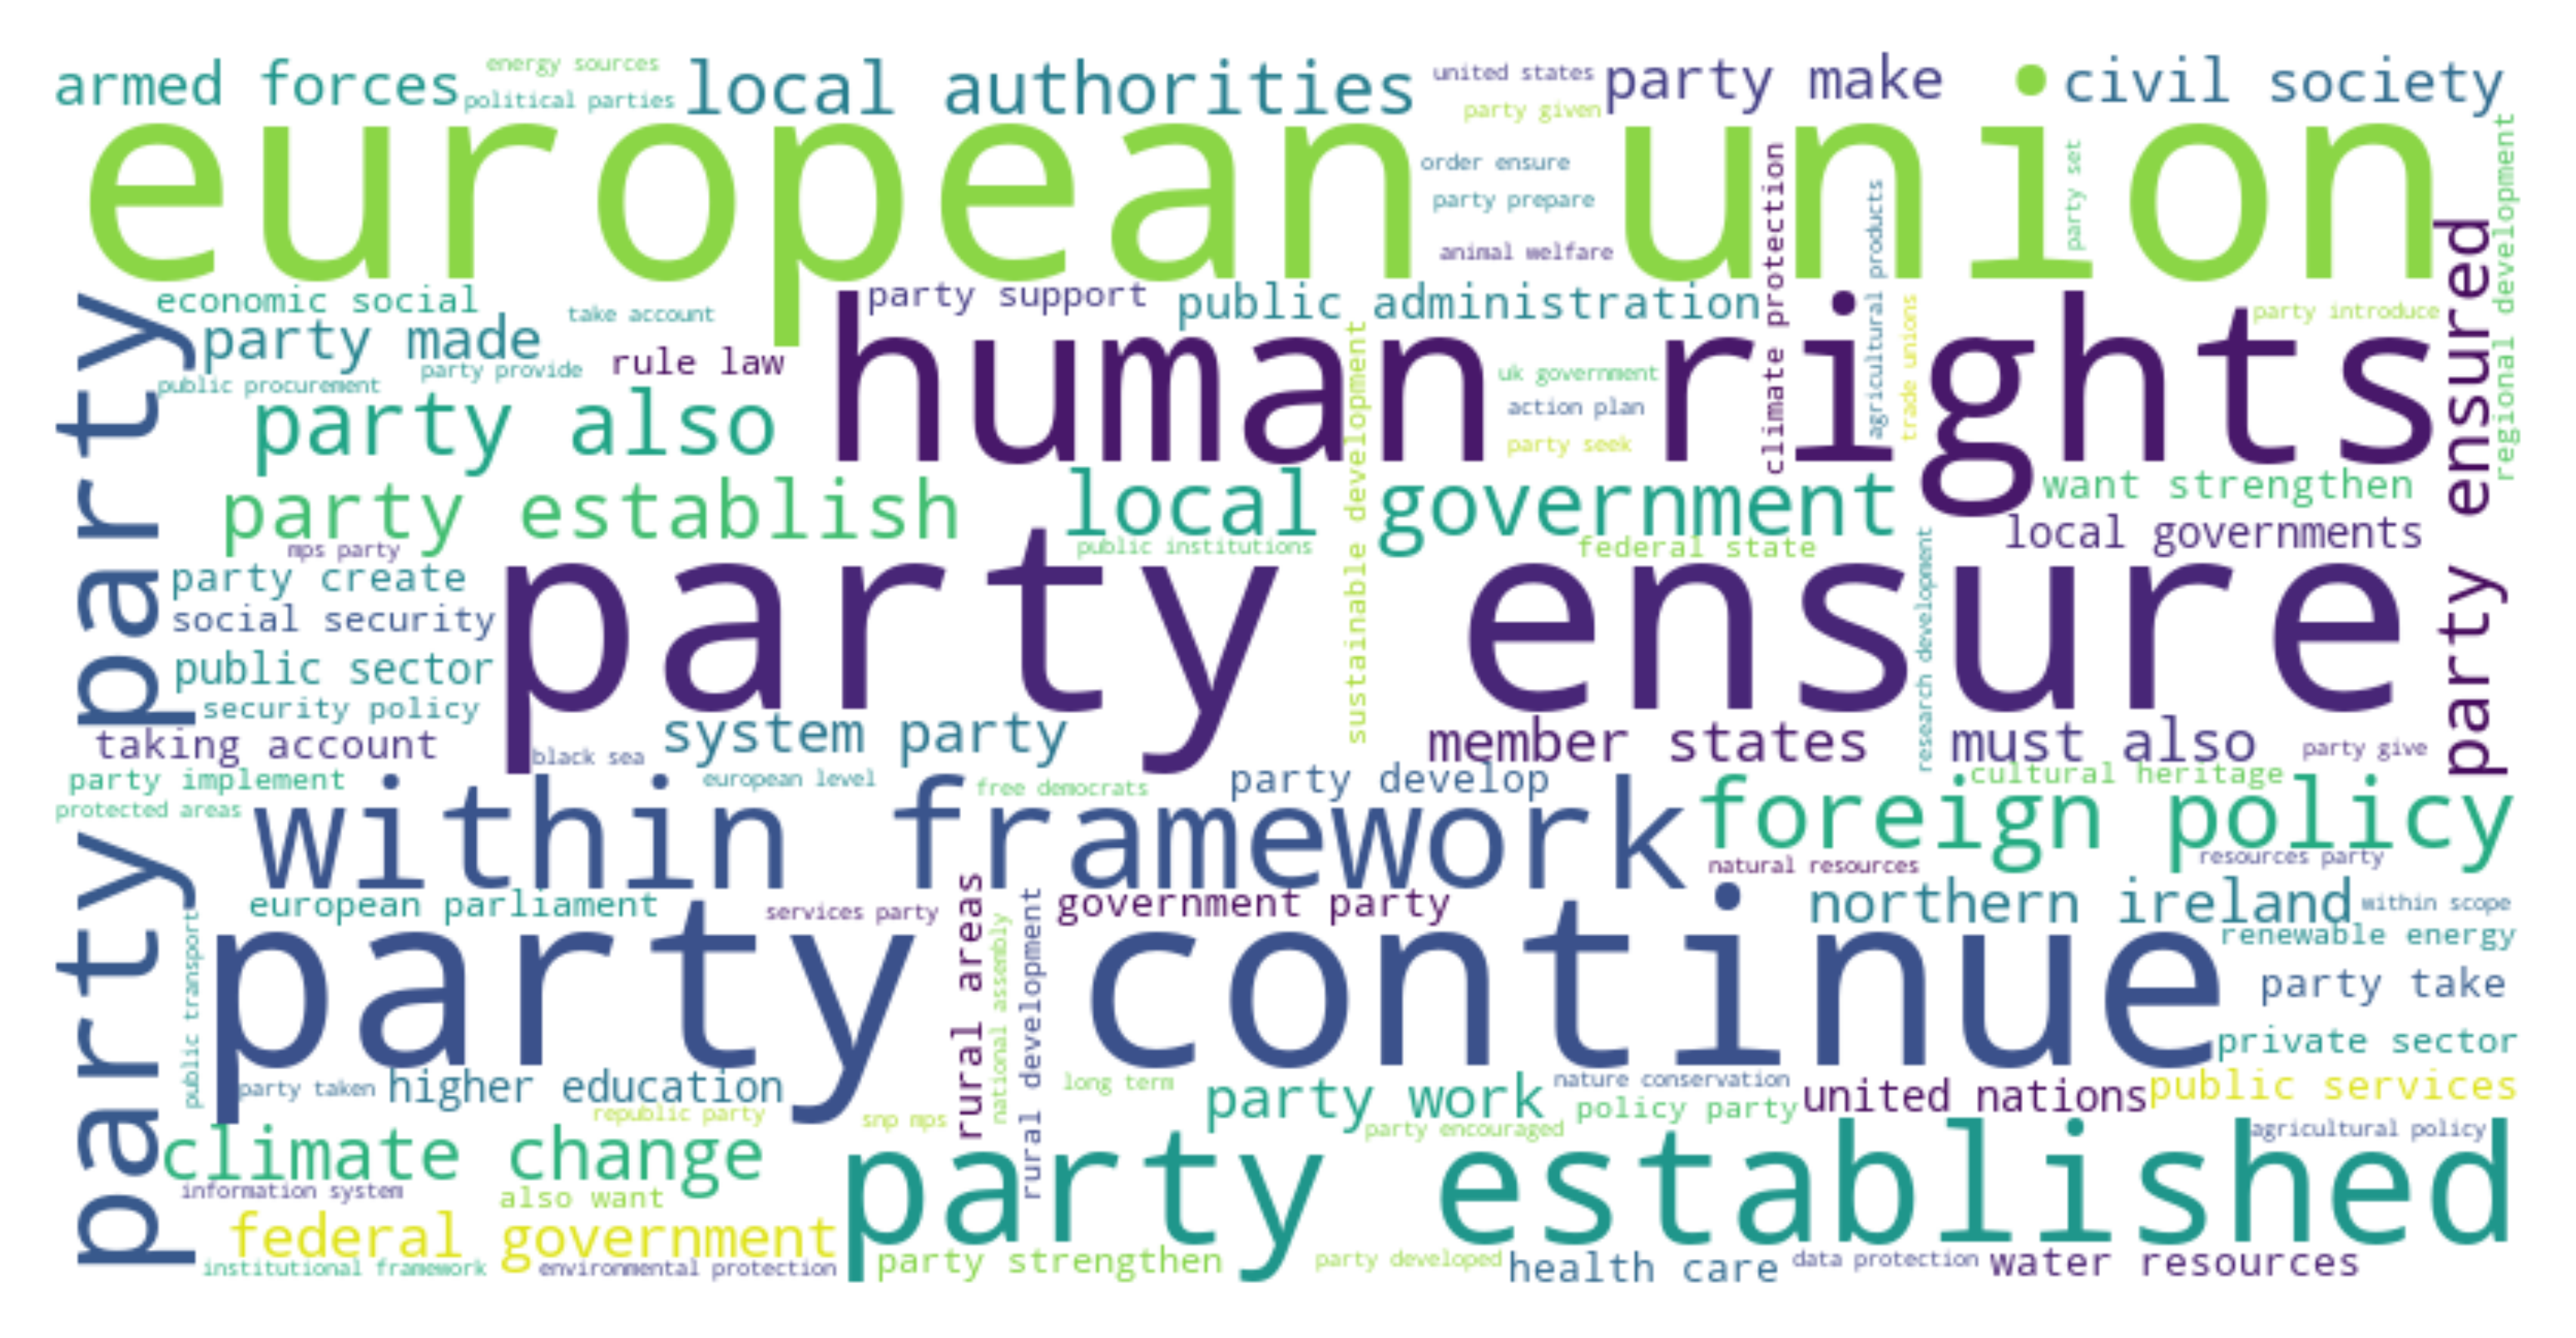 armed forces
energy sources
political parties
local authorities
united states
party given
party make
civil society
european union
order ensure
party prepare
animal welfare
climate protection
agricultural products
party set
regional development
party ensured
party party
economic social
take account
party made
rule law
public procurement
party provide
party also
party support
public administration
human rights
sustainable development
uk government
action plan
party seek
trade unions
party introduce
party establish
local government
want strengthen
local governments
mps party
public institutions
federal state
research development
party create
social security
public sector
security policy
taking account
party ensure
system party
black sea
member states
must also
party give
party implement
european level
free democrats
party develop
cultural heritage
protected areas
within framework
foreign policy
natural resources
resources party
european parliament
services party
rural areas
national assembly
rural development
government party
northern ireland
within scope
renewable energy
public transport
party continue
party take
private sector
party taken
higher education
long term
party work
nature conservation
policy party
united nations
public services
republic party
snp mps
party encouraged
climate change
party established
agricultural policy
information system
also want
federal government
institutional framework
environmental protection
party strengthen
party developed
health care
data protection
water resources